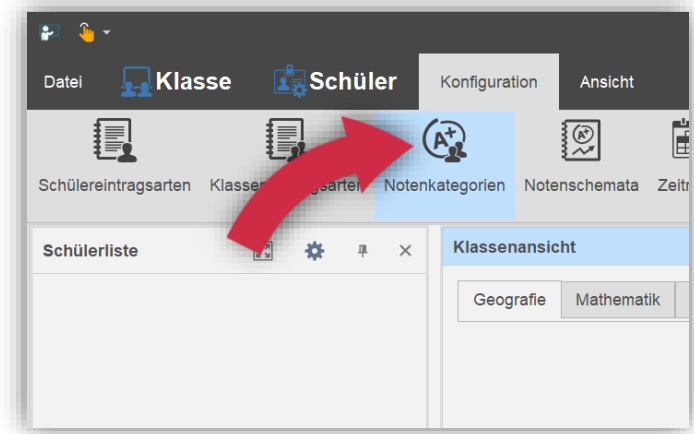 Datei Klasse Schüler Konfiguration Ansicht
A+
Schülereintragsarten Notenkategorien Notenschemata
Schülerliste Klassenansicht
Geografie Mathematik